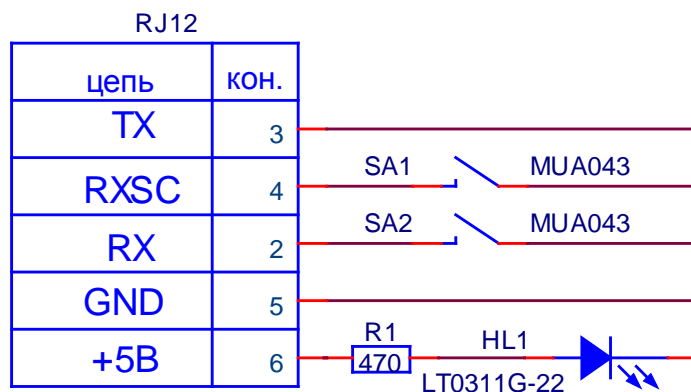 RJ12
цепь кон.
TX 3
RXSC 4 SA1 MUA043
RX 2 SA2 MUA043
GND 5
+5В 6 R1 470 HL1
LT0311G-22